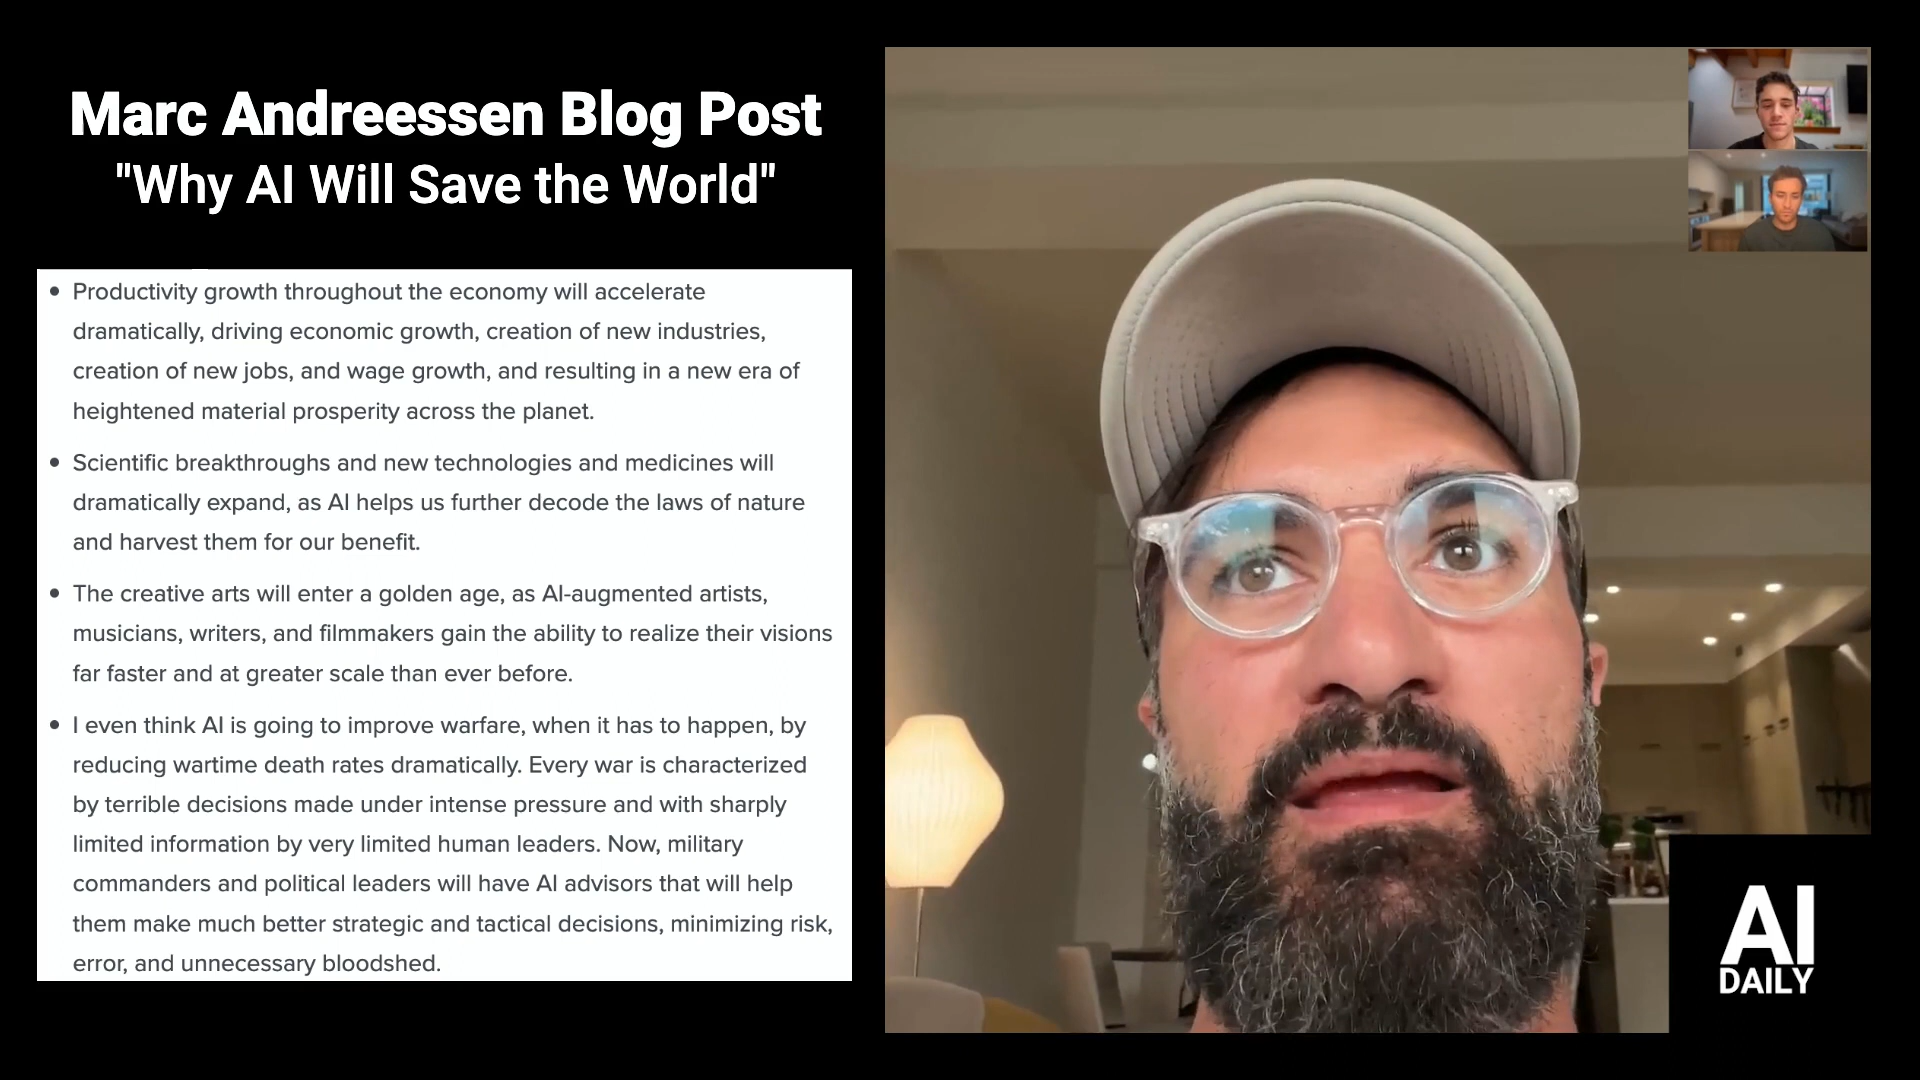 Marc Andreessen Blog Post
"Why AI Will Save the World"
• Productivity growth throughout the economy will accelerate
dramatically, driving economic growth, creation of new industries,
creation of new jobs, and wage growth, and resulting in a new era of
heightened material prosperity across the planet.
• Scientific breakthroughs and new technologies and medicines will
dramatically expand, as AI helps us further decode the laws of nature
and harvest them for our benefit.
• The creative arts will enter a golden age, as AI-augmented artists,
musicians, writers, and filmmakers gain the ability to realize their visions
far faster and at greater scale than ever before.
• I even think AI is going to improve warfare, when it has to happen, by
reducing wartime death rates dramatically. Every war is characterized
by terrible decisions made under intense pressure and with sharply
limited information by very limited human leaders. Now, military
commanders and political leaders will have AI advisors that will help
them make much better strategic and tactical decisions, minimizing risk,
error, and unnecessary bloodshed.
AI
DAILY